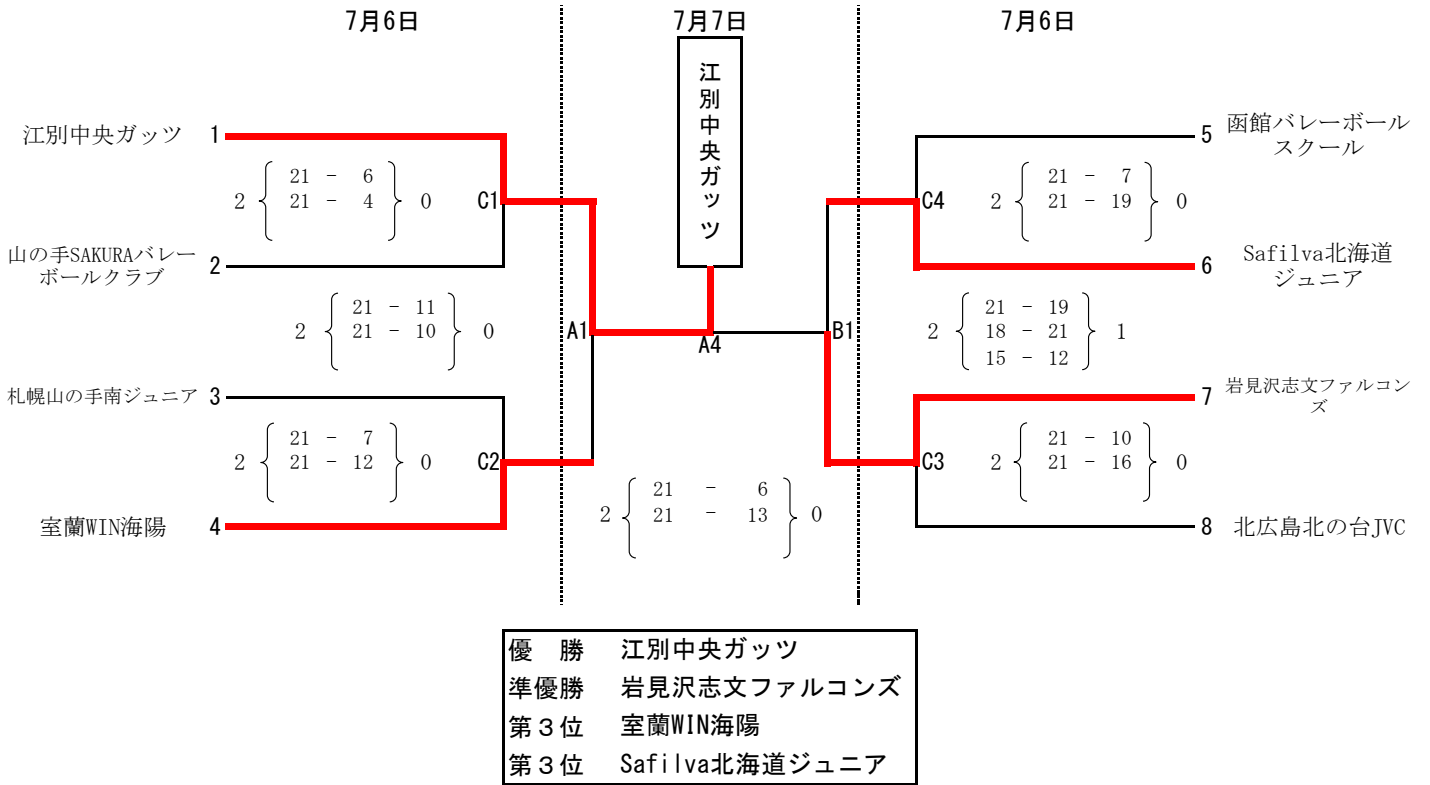 7月6日
7月7日
7月6日
江別中央ガッツ
江別中央ガッツ 1
2 21 - 6 0
21 - 4
C1
山の手SAKURAバレー
ボールクラブ 2
2 21 - 11 0
21 - 10
A1
札幌山の手南ジュニア 3
2 21 - 7 0
21 - 12
C2
室蘭WIN海陽 4
A4
2 21 - 6 0
21 - 13
5 函館バレーボール
スクール
C4
2 21 - 7 0
21 - 19
6 Safilva北海道
ジュニア
B1
2 21 - 19 1
18 - 21
15 - 12
7 岩見沢志文ファルコン
ズ
C3
2 21 - 10 0
21 - 16
8 北広島北の台JVC
優 勝 江別中央ガッツ
準優勝 岩見沢志文ファルコンズ
第３位 室蘭WIN海陽
第３位 Safilva北海道ジュニア